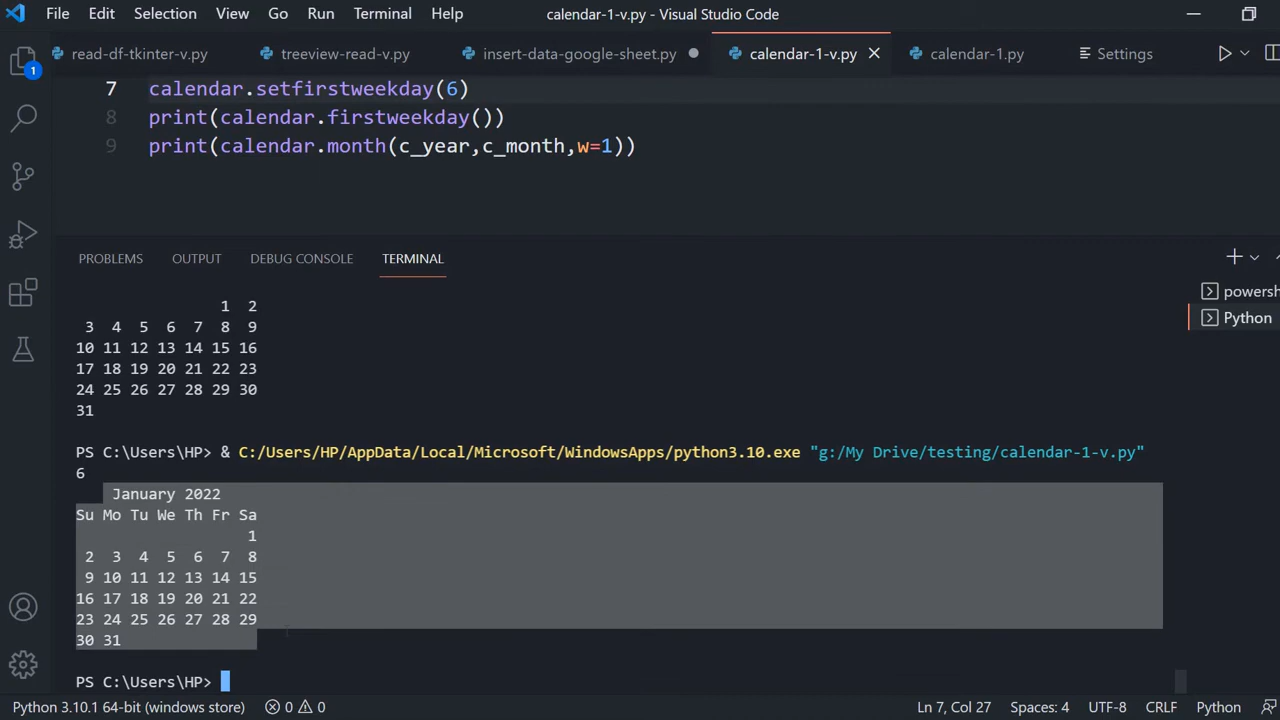 File Edit Selection View Go Run Terminal Help calendar-1-v.py - Visual Studio Code
read-df-tkinter-v.py treeview-read-v.py insert-data-google-sheet.py calendar-1-v.py calendar-1.py Settings
7 calendar.setfirstweekday(6)
8 print(calendar.firstweekday())
9 print(calendar.month(c_year,c_month,w=1))
1
PROBLEMS OUTPUT DEBUG CONSOLE TERMINAL
powersh
Python
1 2
3 4 5 6 7 8 9
10 11 12 13 14 15 16
17 18 19 20 21 22 23
24 25 26 27 28 29 30
31
PS C:\Users\HP> & C:/Users/HP/AppData/Local/Microsoft/WindowsApps/python3.10.exe "g:/My Drive/testing/calendar-1-v.py"
6
January 2022
Su Mo Tu We Th Fr Sa
1
2 3 4 5 6 7 8
9 10 11 12 13 14 15
16 17 18 19 20 21 22
23 24 25 26 27 28 29
30 31
PS C:\Users\HP>
Python 3.10.1 64-bit (windows store) 0 0 Ln 7, Col 27 Spaces: 4 UTF-8 CRLF Python